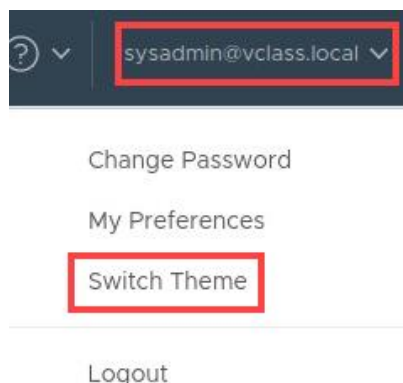 ?
sysadmin@vclass.local
Change Password
My Preferences
Switch Theme
Logout